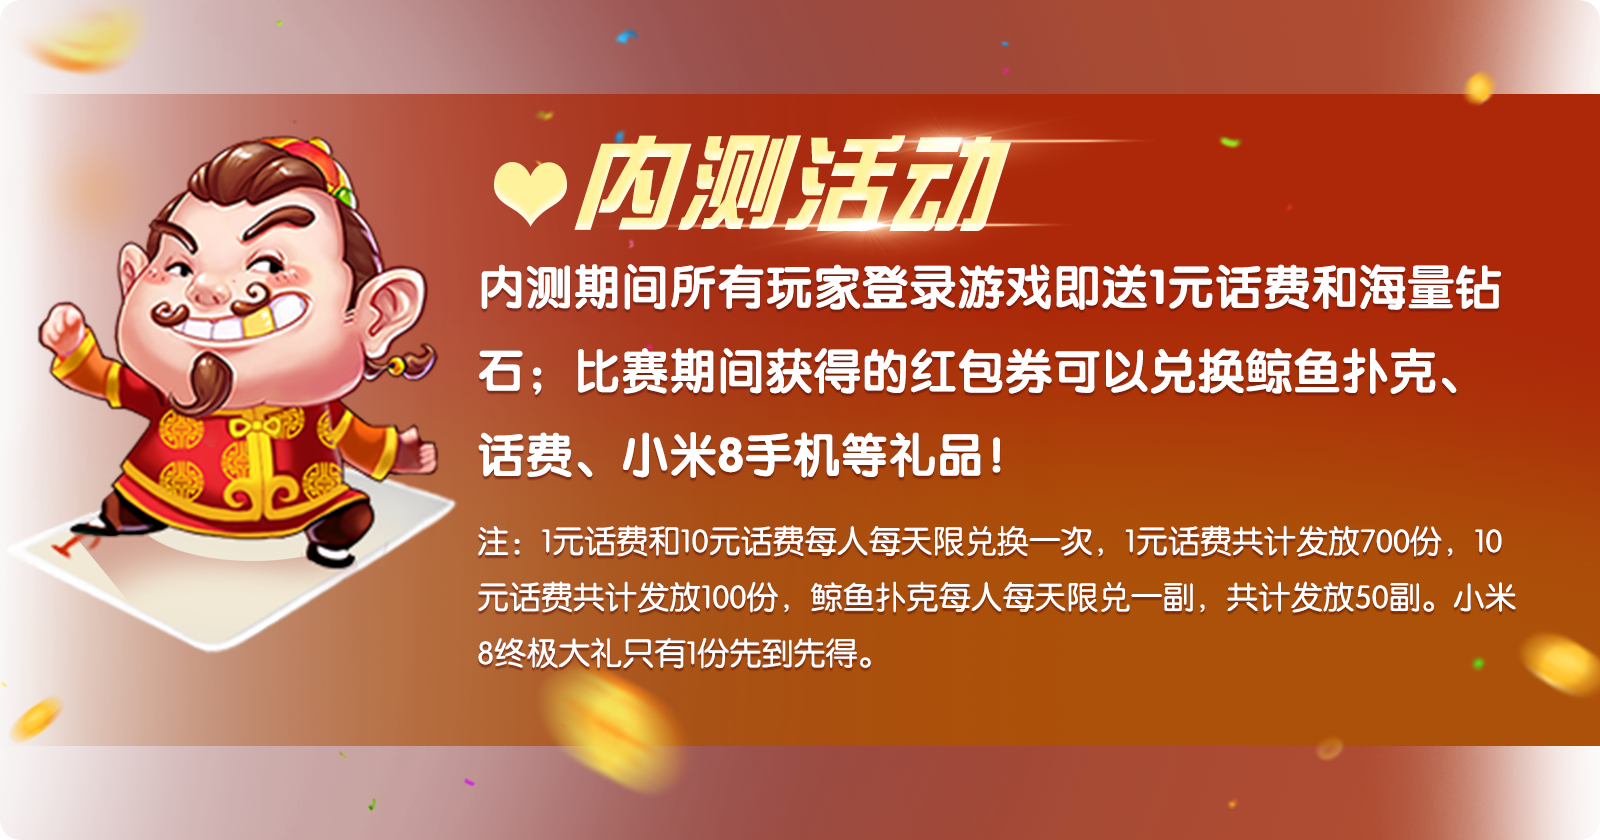 内测活动
内测期间所有玩家登录游戏即送1元话费和海量钻
石；比赛期间获得的红包券可以兑换鲸鱼扑克、
话费、小米8手机等礼品！
注：1元话费和10元话费每人每天限兑换一次，1元话费共计发放700份，10
元话费共计发放100份，鲸鱼扑克每人每天限兑一副，共计发放50副。小米
8终极大礼只有1份先到先得。